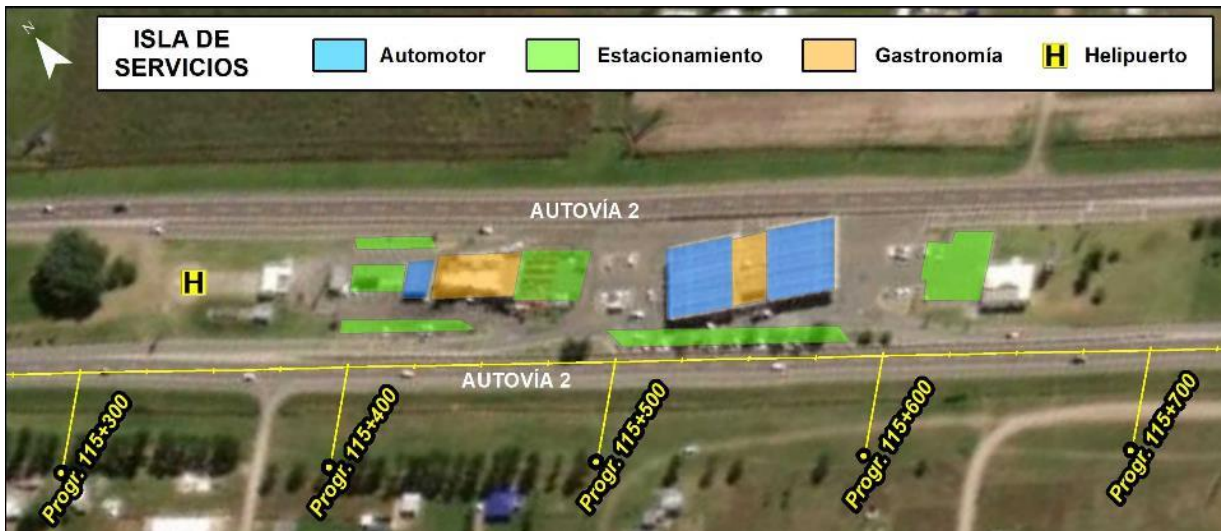 N
ISLA DE
SERVICIOS
Automotor
Estacionamiento
Gastronomía
H Helipuerto
AUTOVÍA 2
H
AUTOVÍA 2
Progr. 115+300
Progr. 115+400
Progr. 115+500
Progr. 115+600
Progr. 115+700